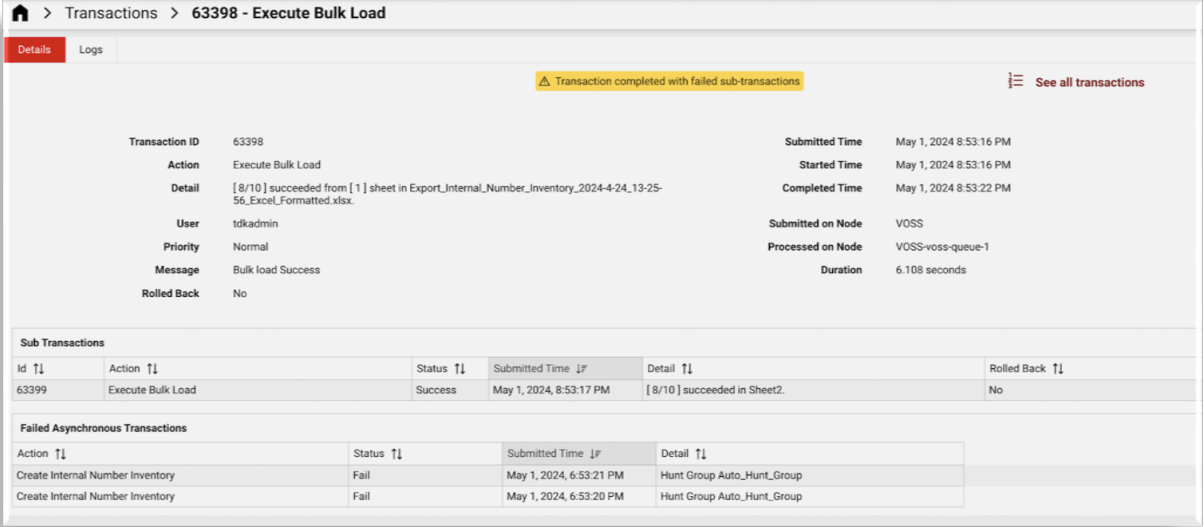 Transactions > 63398 - Execute Bulk Load
Details Logs
Transaction completed with failed sub-transactions
See all transactions
Transaction ID 63398
Action Execute Bulk Load
Detail [ 8/10 ] succeeded from [ 1 ] sheet in Export_Internal_Number_Inventory_2024-4-24_13-25-
56_Excel_Formatted.xlsx.
User tdkadmin
Priority Normal
Message Bulk load Success
Rolled Back No
Submitted Time May 1, 2024 8:53:16 PM
Started Time May 1, 2024 8:53:16 PM
Completed Time May 1, 2024 8:53:22 PM
Submitted on Node VOSS
Processed on Node VOSS-voss-queue-1
Duration 6.108 seconds
Sub Transactions
Id Action Status Submitted Time Detail Rolled Back
63399 Execute Bulk Load Success May 1, 2024, 8:53:17 PM [ 8/10 ] succeeded in Sheet2. No
Failed Asynchronous Transactions
Action Status Submitted Time Detail
Create Internal Number Inventory Fail May 1, 2024, 6:53:21 PM Hunt Group Auto_Hunt_Group
Create Internal Number Inventory Fail May 1, 2024, 6:53:20 PM Hunt Group Auto_Hunt_Group